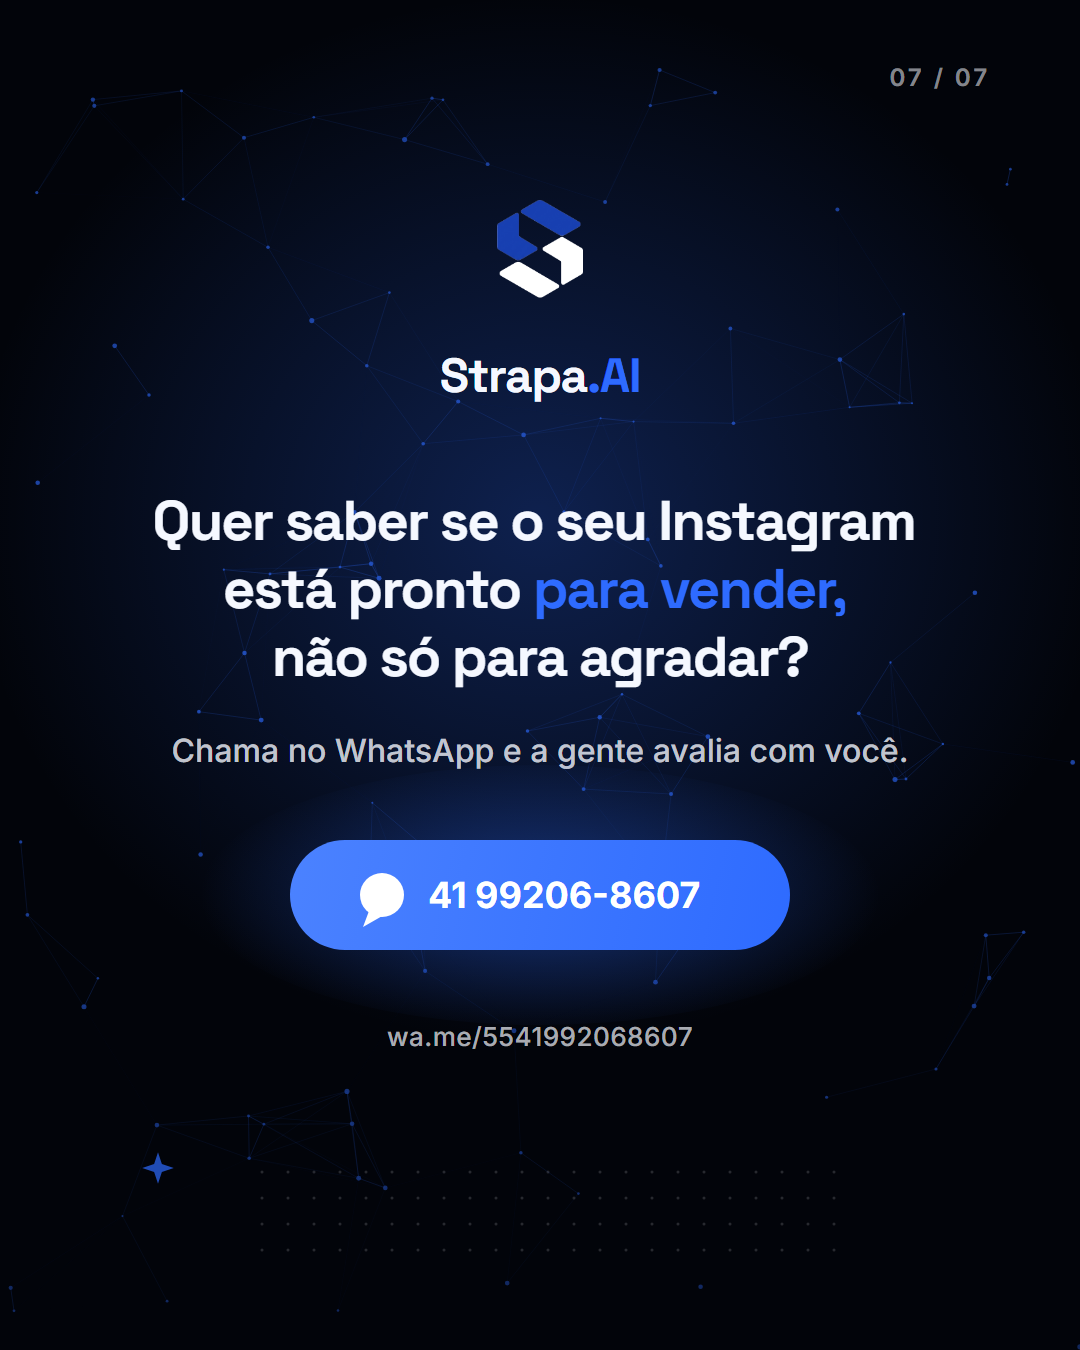 07 / 07
Strapa.AI
Quer saber se o seu Instagram
está pronto para vender,
não só para agradar?
Chama no WhatsApp e a gente avalia com você.
41 99206-8607
wa.me/5541992068607